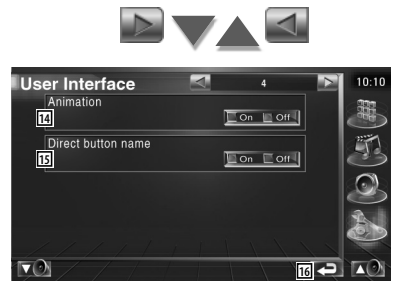 User Interface 4 10:10
Animation
14 On Off
Direct button name
15 On Off
16